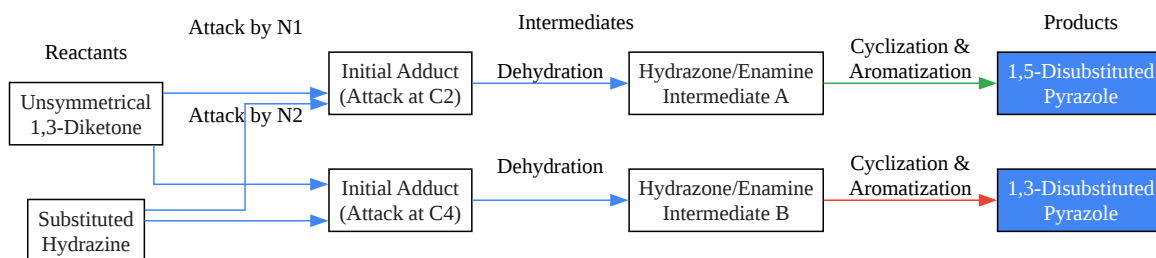 Reactants
Attack by N1
Intermediates
Products
Unsymmetrical
1,3-Diketone
Attack by N2
Initial Adduct
(Attack at C2)
Dehydration
Hydrazone/Enamine
Intermediate A
Cyclization &
Aromatization
1,5-Disubstituted
Pyrazole
Substituted
Hydrazine
Initial Adduct
(Attack at C4)
Dehydration
Hydrazone/Enamine
Intermediate B
Cyclization &
Aromatization
1,3-Disubstituted
Pyrazole